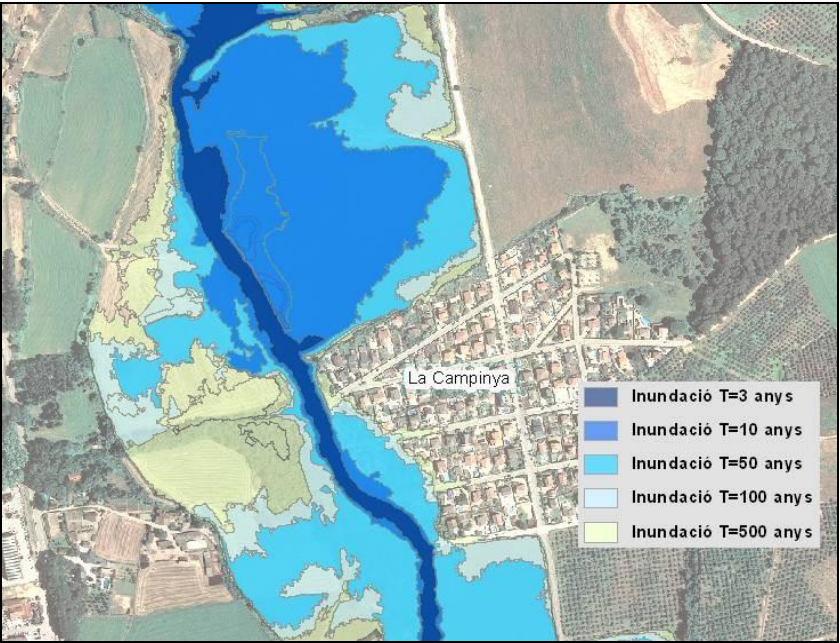 La Campinya
Inundació T=3 anys
Inundació T=10 anys
Inundació T=50 anys
Inundació T=100 anys
Inundació T=500 anys